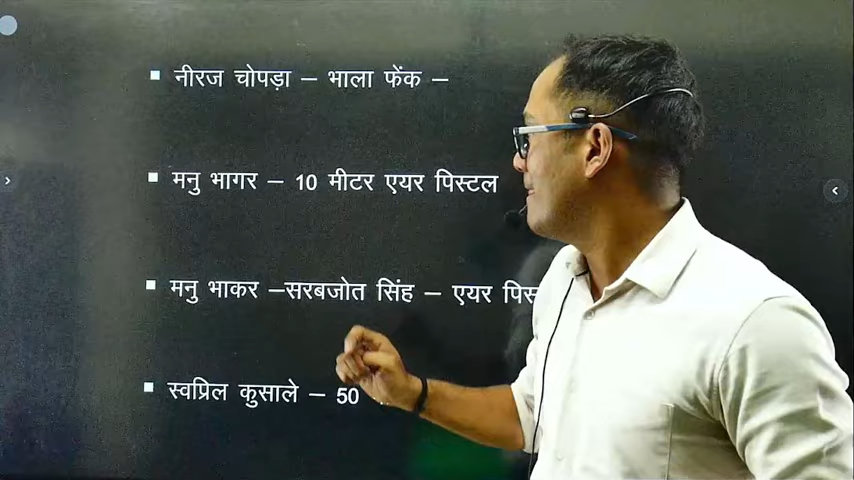 नीरज चोपड़ा – भाला फेंक –
मनु भागर – 10 मीटर एयर पिस्टल
मनु भाकर –सरबजोत सिंह – एयर
स्वप्निल कुसाले – 50